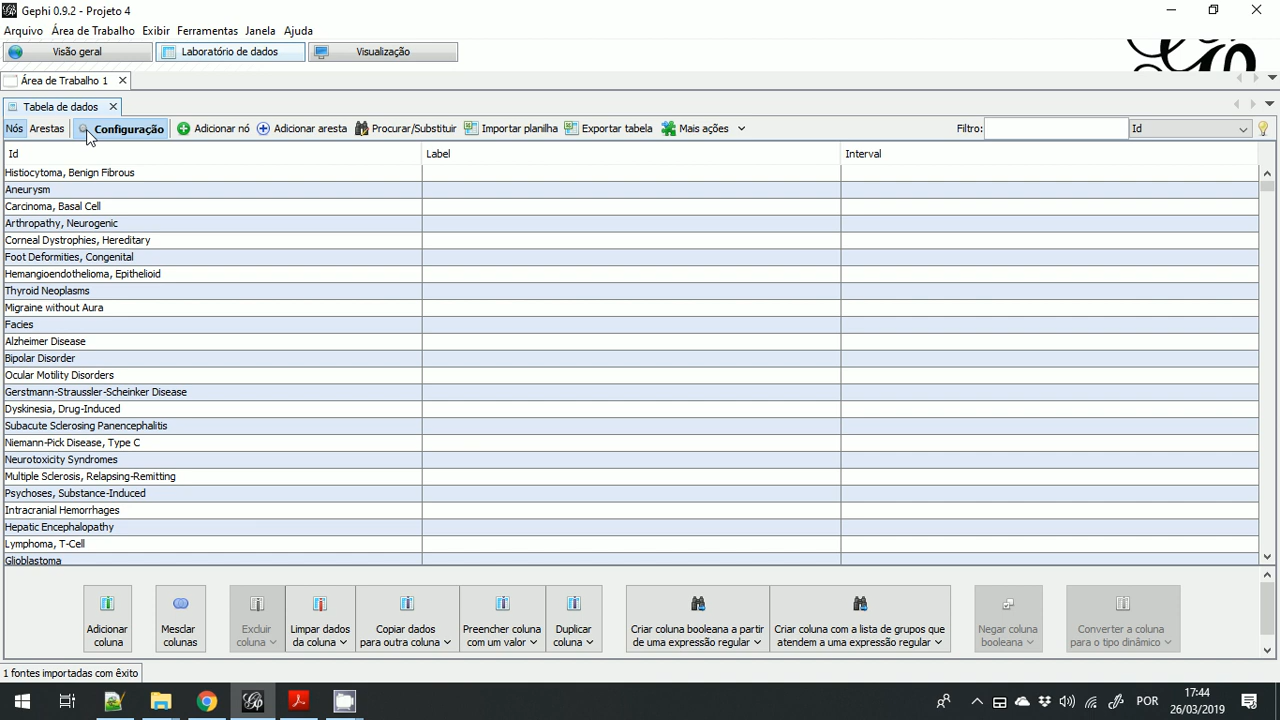 Gephi 0.9.2 - Projeto 4
Arquivo Área de Trabalho Exibir Ferramentas Janela Ajuda
Visão geral Laboratório de dados Visualização
Área de Trabalho 1
Tabela de dados
Nós Arestas Configuração Adicionar nó Adicionar aresta Procurar/Substituir Importar planilha Exportar tabela Mais ações Filtro: Id
Id Label Interval
Histiocytoma, Benign Fibrous
Aneurysm
Carcinoma, Basal Cell
Arthropathy, Neurogenic
Corneal Dystrophies, Hereditary
Foot Deformities, Congenital
Hemangioendothelioma, Epithelioid
Thyroid Neoplasms
Migraine without Aura
Facies
Alzheimer Disease
Bipolar Disorder
Ocular Motility Disorders
Gerstmann-Straussler-Scheinker Disease
Dyskinesia, Drug-Induced
Subacute Sclerosing Panencephalitis
Niemann-Pick Disease, Type C
Neurotoxicity Syndromes
Multiple Sclerosis, Relapsing-Remitting
Psychoses, Substance-Induced
Intracranial Hemorrhages
Hepatic Encephalopathy
Lymphoma, T-Cell
Glioblastoma
Adicionar coluna
Mesclar colunas
Excluir coluna
Limpar dados da coluna
Copiar dados para outra coluna
Preencher coluna com um valor
Duplicar coluna
Criar coluna booleana a partir de uma expressão regular
Criar coluna com a lista de grupos que atendem a uma expressão regular
Negar coluna booleana
Converter a coluna para o tipo dinâmico
1 fontes importadas com êxito
POR
17:44
26/03/2019